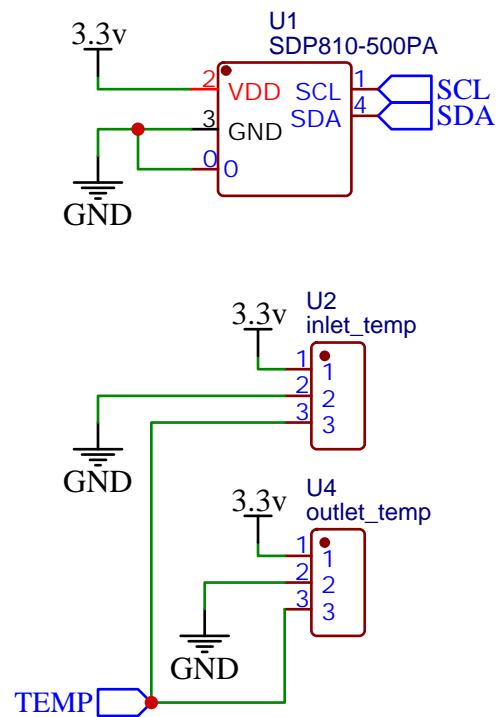 U1
SDP810-500PA
3.3v
2 VDD SCL 1 SCL
3 GND SDA 4 SDA
0 0
GND
U2
inlet_temp
3.3v
1 1
2 2
3 3
GND
U4
outlet_temp
3.3v
1 1
2 2
3 3
GND
TEMP